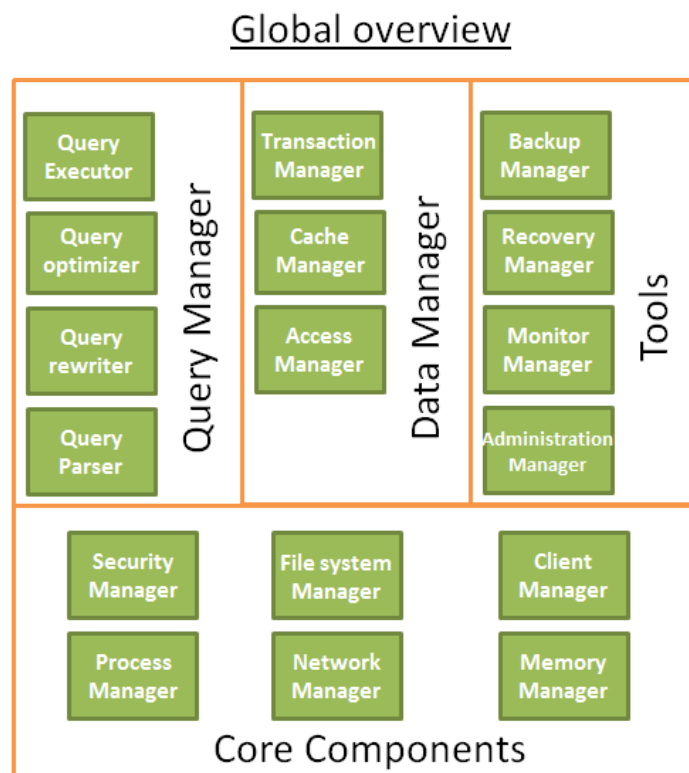 Global overview
Query
Executor
Query
optimizer
Query
rewriter
Query
Parser
Query Manager
Transaction
Manager
Cache
Manager
Access
Manager
Data Manager
Backup
Manager
Recovery
Manager
Monitor
Manager
Administration
Manager
Tools
Security
Manager
File system
Manager
Client
Manager
Process
Manager
Network
Manager
Memory
Manager
Core Components